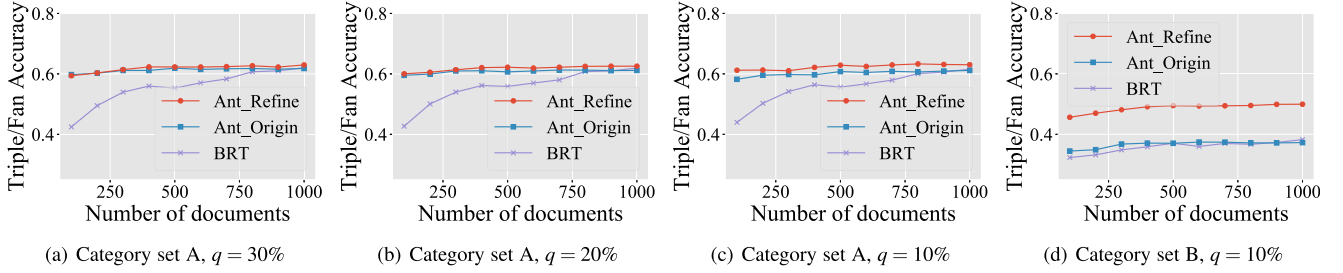 Triple/Fan Accuracy
0.8
0.6
0.4
Ant_Refine
Ant_Origin
BRT
250 500 750 1000
Number of documents
(a) Category set A, q = 30%
Triple/Fan Accuracy
0.8
0.6
0.4
Ant_Refine
Ant_Origin
BRT
250 500 750 1000
Number of documents
(b) Category set A, q = 20%
Triple/Fan Accuracy
0.8
0.6
0.4
Ant_Refine
Ant_Origin
BRT
250 500 750 1000
Number of documents
(c) Category set A, q = 10%
Triple/Fan Accuracy
0.8
0.6
0.4
Ant_Refine
Ant_Origin
BRT
250 500 750 1000
Number of documents
(d) Category set B, q = 10%